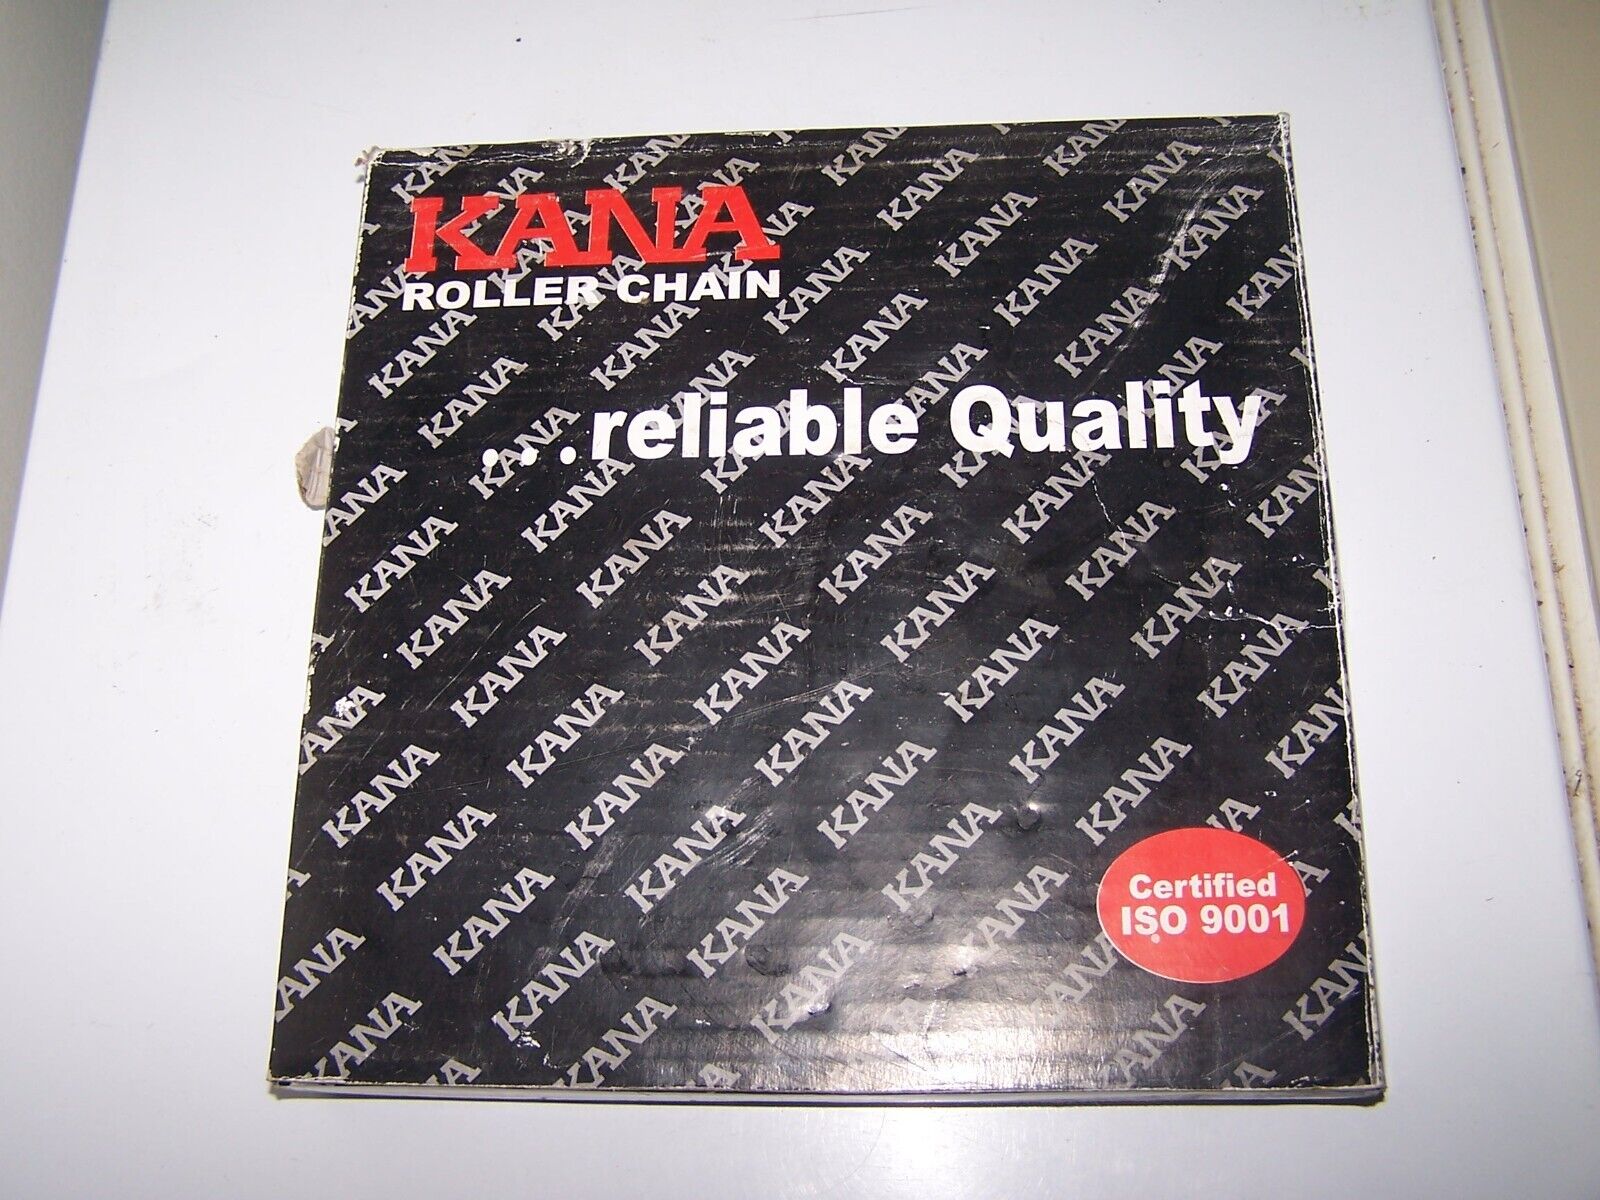 KANA
ROLLER CHAIN
...reliable Quality
Certified
ISO 9001